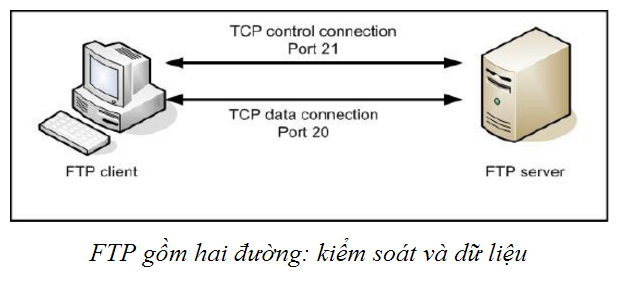 TCP control connection
Port 21
TCP data connection
Port 20
FTP client
FTP server
FTP gồm hai đường: kiểm soát và dữ liệu